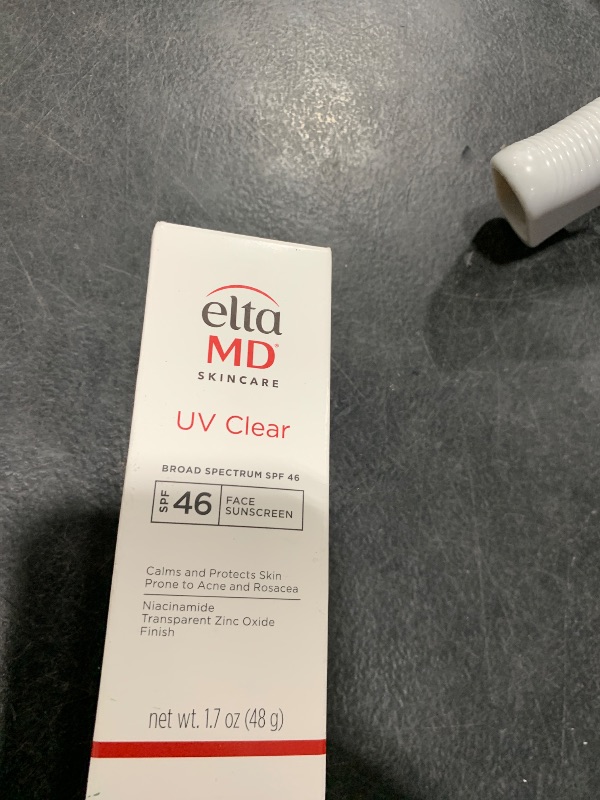 elta
MD®
SKINCARE
UV Clear
BROAD SPECTRUM SPF 46
SPF 46 FACE
SUNSCREEN
Calms and Protects Skin
Prone to Acne and Rosacea
Niacinamide
Transparent Zinc Oxide
Finish
net wt. 1.7 oz (48 g)